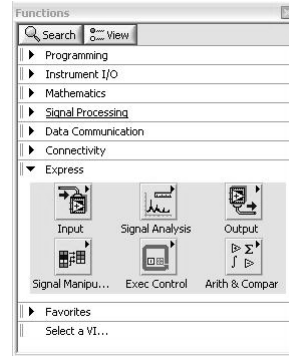 Functions
Search View
Programming
Instrument I/O
Mathematics
Signal Processing
Data Communication
Connectivity
Express
Input Signal Analysis Output
Signal Manipu... Exec Control Arith & Compar
Favorites
Select a VI...